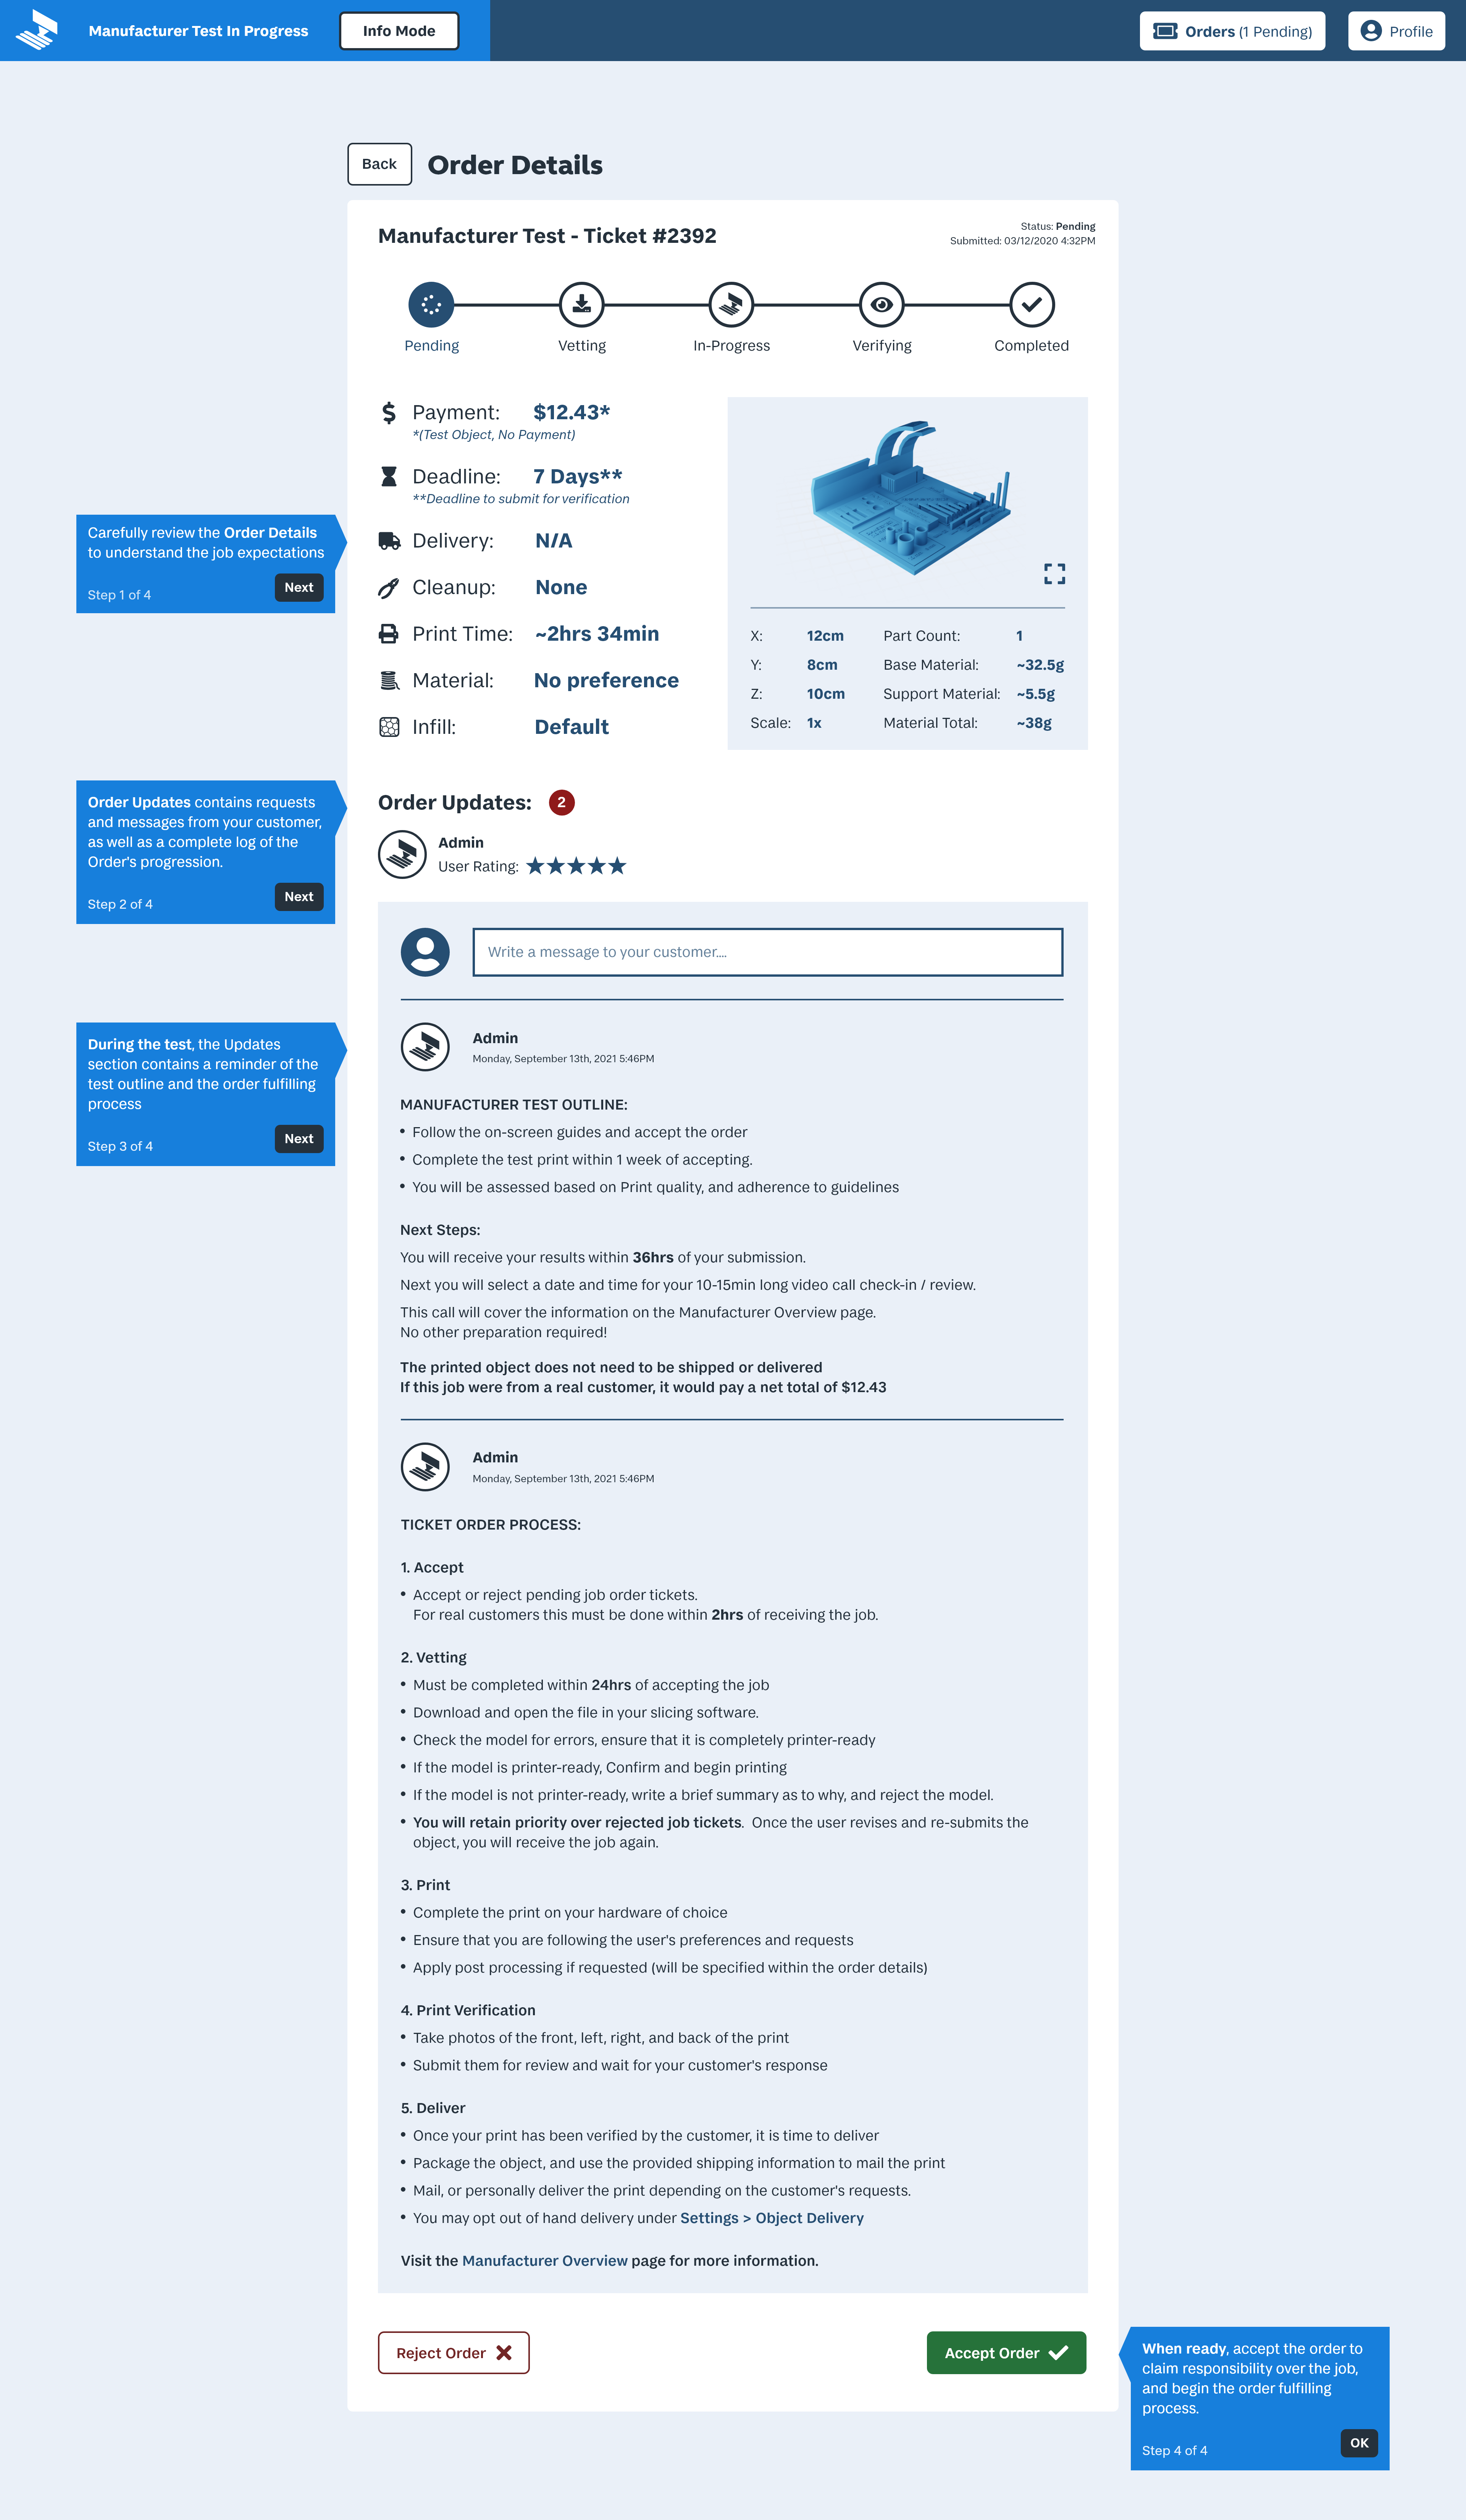 Manufacturer Test In Progress
Info Mode
Orders (1 Pending)
Profile
Back
Order Details
Manufacturer Test - Ticket #2392
Status: Pending
Submitted: 03/12/2020 4:32PM
Pending
Vetting
In-Progress
Verifying
Completed
Payment: $12.43*
*(Test Object, No Payment)
Deadline: 7 Days**
**Deadline to submit for verification
Delivery: N/A
Cleanup: None
Print Time: ~2hrs 34min
Material: No preference
Infill: Default
X: 12cm Part Count: 1
Y: 8cm Base Material: ~32.5g
Z: 10cm Support Material: ~5.5g
Scale: 1x Material Total: ~38g
Carefully review the Order Details
to understand the job expectations
Step 1 of 4
Next
Order Updates contains requests
and messages from your customer,
as well as a complete log of the
Order's progression.
Step 2 of 4
Next
Order Updates: 2
Admin
User Rating:
Write a message to your customer....
During the test, the Updates
section contains a reminder of the
test outline and the order fulfilling
process
Step 3 of 4
Next
Admin
Monday, September 13th, 2021 5:46PM
MANUFACTURER TEST OUTLINE:
• Follow the on-screen guides and accept the order
• Complete the test print within 1 week of accepting.
• You will be assessed based on Print quality, and adherence to guidelines
Next Steps:
You will receive your results within 36hrs of your submission.
Next you will select a date and time for your 10-15min long video call check-in / review.
This call will cover the information on the Manufacturer Overview page.
No other preparation required!
The printed object does not need to be shipped or delivered
If this job were from a real customer, it would pay a net total of $12.43
Admin
Monday, September 13th, 2021 5:46PM
TICKET ORDER PROCESS:
1. Accept
• Accept or reject pending job order tickets.
For real customers this must be done within 2hrs of receiving the job.
2. Vetting
• Must be completed within 24hrs of accepting the job
• Download and open the file in your slicing software.
• Check the model for errors, ensure that it is completely printer-ready
• If the model is printer-ready, Confirm and begin printing
• If the model is not printer-ready, write a brief summary as to why, and reject the model.
• You will retain priority over rejected job tickets. Once the user revises and re-submits the
object, you will receive the job again.
3. Print
• Complete the print on your hardware of choice
• Ensure that you are following the user's preferences and requests
• Apply post processing if requested (will be specified within the order details)
4. Print Verification
• Take photos of the front, left, right, and back of the print
• Submit them for review and wait for your customer's response
5. Deliver
• Once your print has been verified by the customer, it is time to deliver
• Package the object, and use the provided shipping information to mail the print
• Mail, or personally deliver the print depending on the customer's requests.
• You may opt out of hand delivery under Settings > Object Delivery
Visit the Manufacturer Overview page for more information.
Reject Order
Accept Order
When ready, accept the order to
claim responsibility over the job,
and begin the order fulfilling
process.
Step 4 of 4
OK